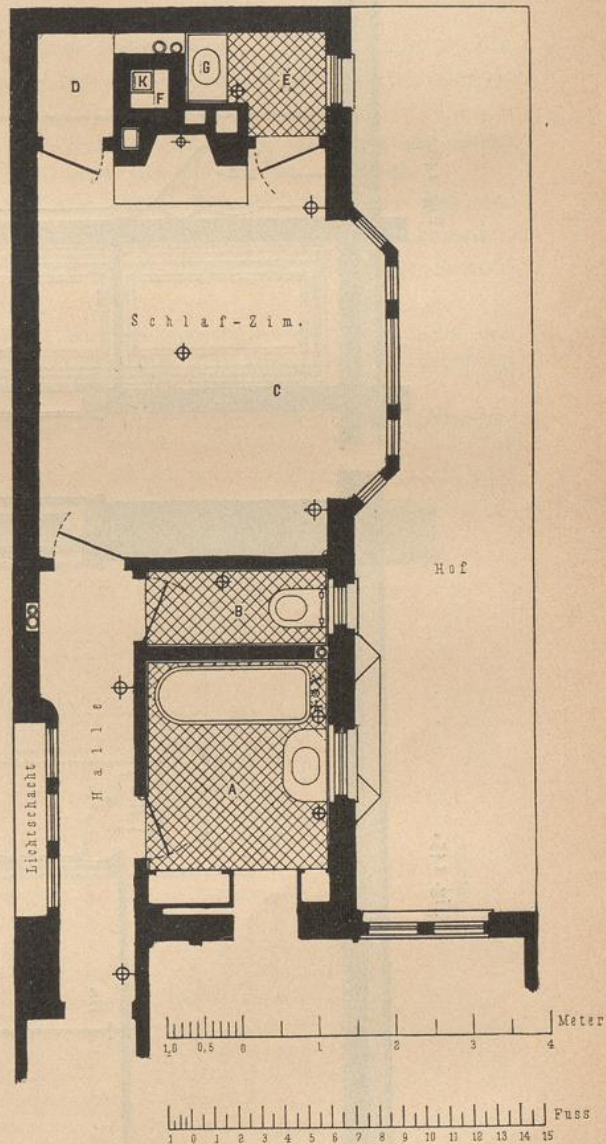 D
K
F
G
E
Schlaf-Zim.
C
Hof
B
Halle
Lichtschacht
A
Meter
1,0 0,5 0 1 2 3 4
Fuss
1 0 1 2 3 4 5 6 7 8 9 10 11 12 13 14 15